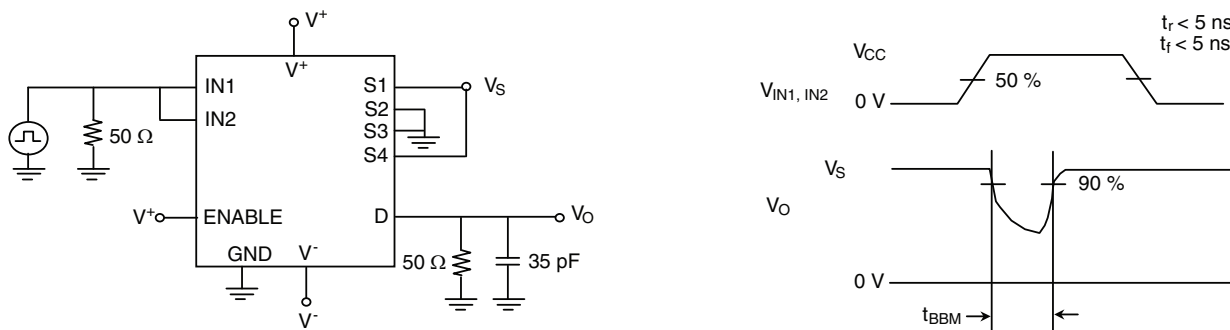 V+
V+
IN1
IN2
50 Ω
S1
S2
S3
S4
VS
V+
ENABLE
D
VO
GND
V-
50 Ω
35 pF
V-
tr < 5 ns
tf < 5 ns
VCC
50 %
VIN1, IN2
0 V
VS
90 %
VO
0 V
tBBM